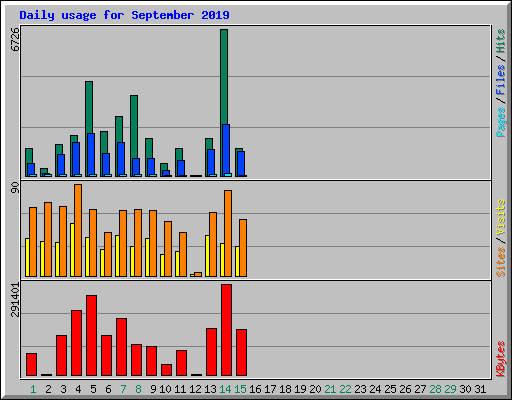 Daily usage for September 2019
6726
Pages/Files/Hits
90
Sites/Visits
291401
KBytes
1 2 3 4 5 6 7 8 9 10 11 12 13 14 15 16 17 18 19 20 21 22 23 24 25 26 27 28 29 30 31